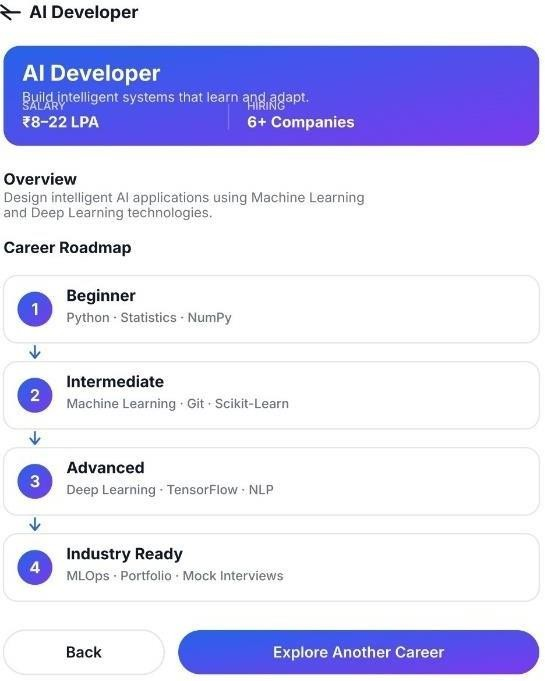 AI Developer
AI Developer
Build intelligent systems that learn and adapt.
SALARY
HIRING
₹8–22 LPA
6+ Companies
Overview
Design intelligent AI applications using Machine Learning
and Deep Learning technologies.
Career Roadmap
1
Beginner
Python · Statistics · NumPy
2
Intermediate
Machine Learning · Git · Scikit-Learn
3
Advanced
Deep Learning · TensorFlow · NLP
4
Industry Ready
MLOps · Portfolio · Mock Interviews
Back
Explore Another Career